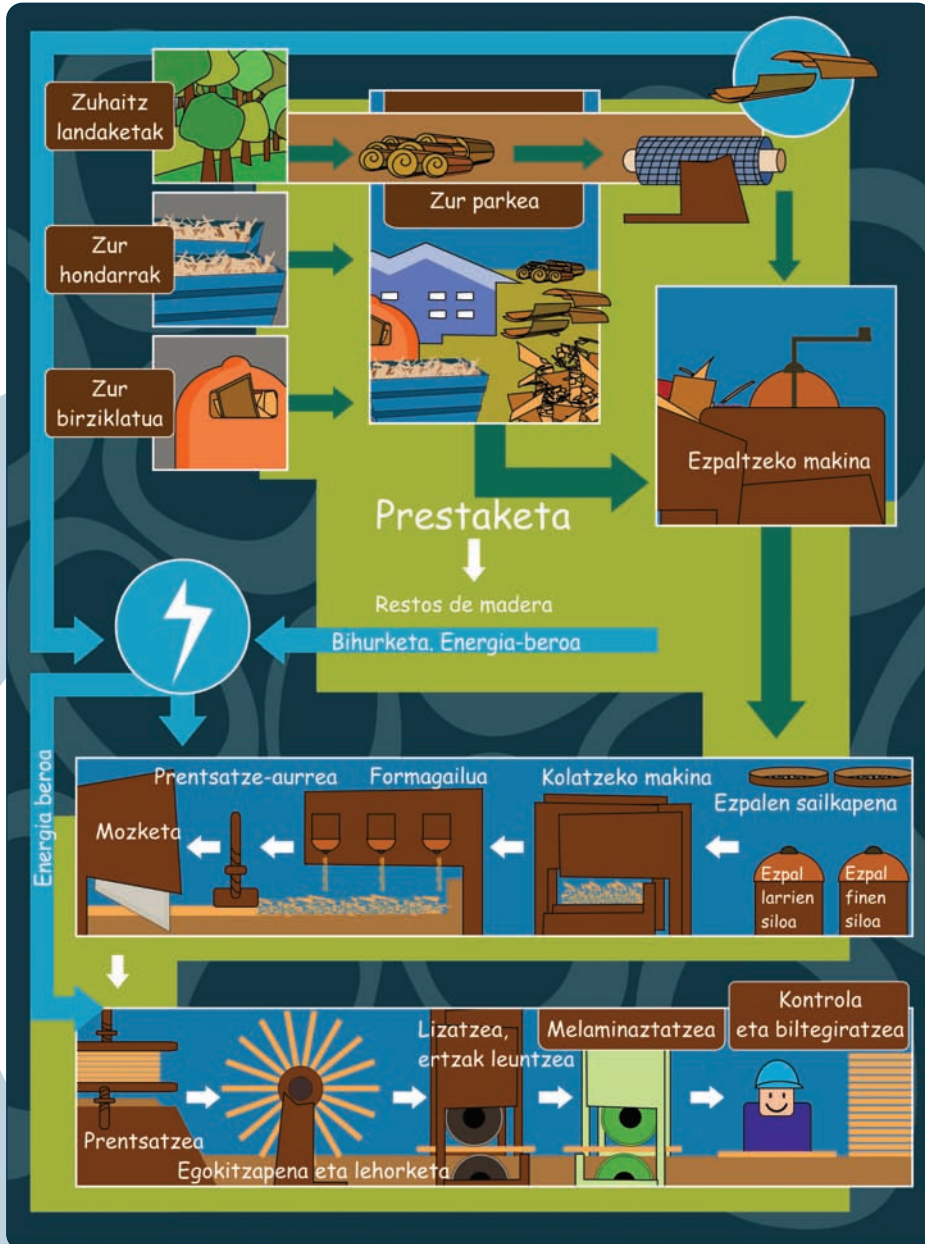 Zuhaitz
landaketak
Zur parkea
Zur
hondarrak
Zur
birziklatua
Ezpaltzeko makina
Prestaketa
Restos de madera
Bihurketa. Energia-beroa
Energia beroa
Prentsatze-aurrea
Formagailua
Kolatzeko makina
Ezpalen sailkapena
Mozketa
Ezpal
larrien
siloa
Ezpal
finen
siloa
Prentsatzea
Egokitzapena eta lehorketa
Lizatzea,
ertzak leuntzea
Melaminaztatzea
Kontrola
eta biltegiratzea